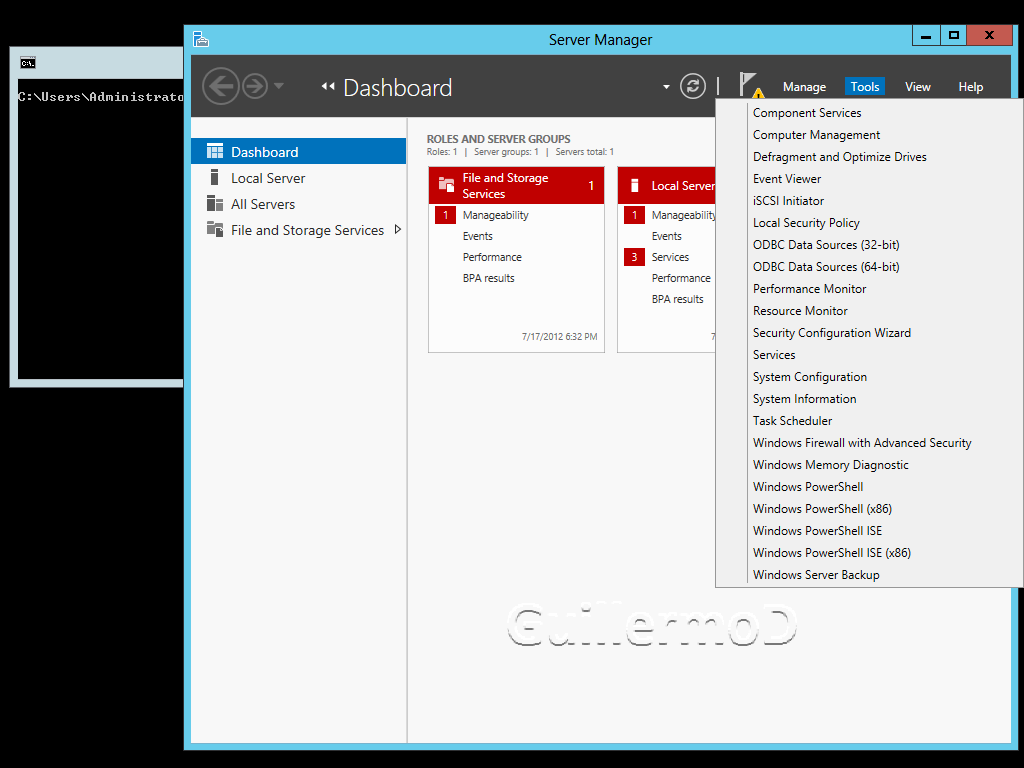 Server Manager
C:\.
C:\Users\Administrato
Dashboard
Manage
Tools
View
Help
Dashboard
Local Server
All Servers
File and Storage Services
ROLES AND SERVER GROUPS
Roles: 1 | Server groups: 1 | Servers total: 1
File and Storage
Services
1
1 Manageability
Events
Performance
BPA results
7/17/2012 6:32 PM
Local Server
1 Manageability
Events
3 Services
Performance
BPA results
7
Component Services
Computer Management
Defragment and Optimize Drives
Event Viewer
iSCSI Initiator
Local Security Policy
ODBC Data Sources (32-bit)
ODBC Data Sources (64-bit)
Performance Monitor
Resource Monitor
Security Configuration Wizard
Services
System Configuration
System Information
Task Scheduler
Windows Firewall with Advanced Security
Windows Memory Diagnostic
Windows PowerShell
Windows PowerShell (x86)
Windows PowerShell ISE
Windows PowerShell ISE (x86)
Windows Server Backup
GuillermoD